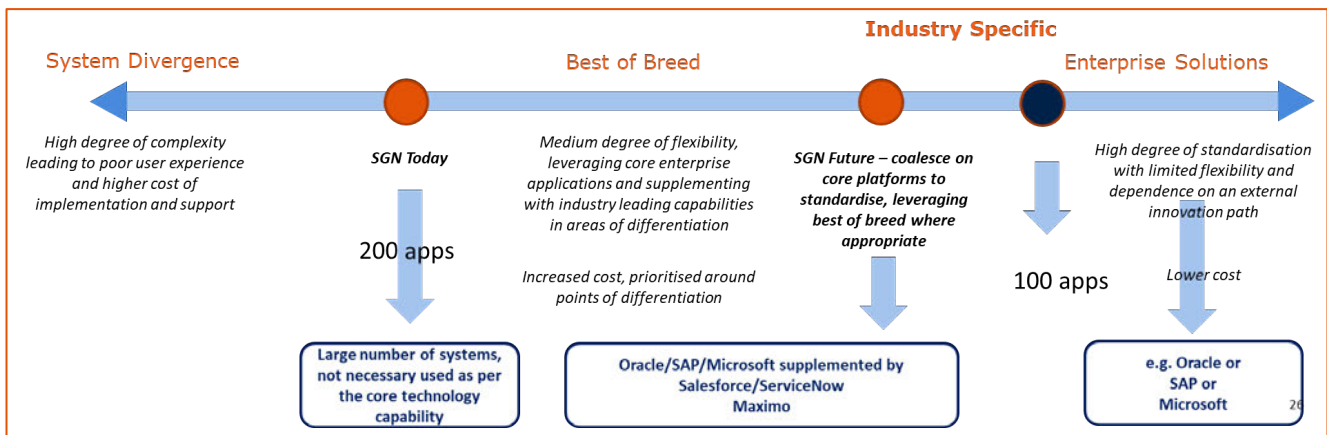 Industry Specific
System Divergence
Best of Breed
Enterprise Solutions
High degree of complexity
leading to poor user experience
and higher cost of
implementation and support
SGN Today
200 apps
Large number of systems,
not necessary used as per
the core technology
capability
Medium degree of flexibility,
leveraging core enterprise
applications and supplementing
with industry leading capabilities
in areas of differentiation
Increased cost, prioritised around
points of differentiation
SGN Future – coalesce on
core platforms to
standardise, leveraging
best of breed where
appropriate
Oracle/SAP/Microsoft supplemented by
Salesforce/ServiceNow
Maximo
100 apps
High degree of standardisation
with limited flexibility and
dependence on an external
innovation path
Lower cost
e.g. Oracle or
SAP or
Microsoft
26